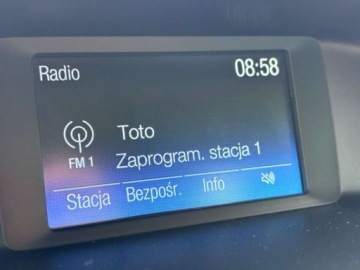 Radio 08:58
Toto
FM 1 Zaprogram. stacja 1
Stacja Bezpośr. Info